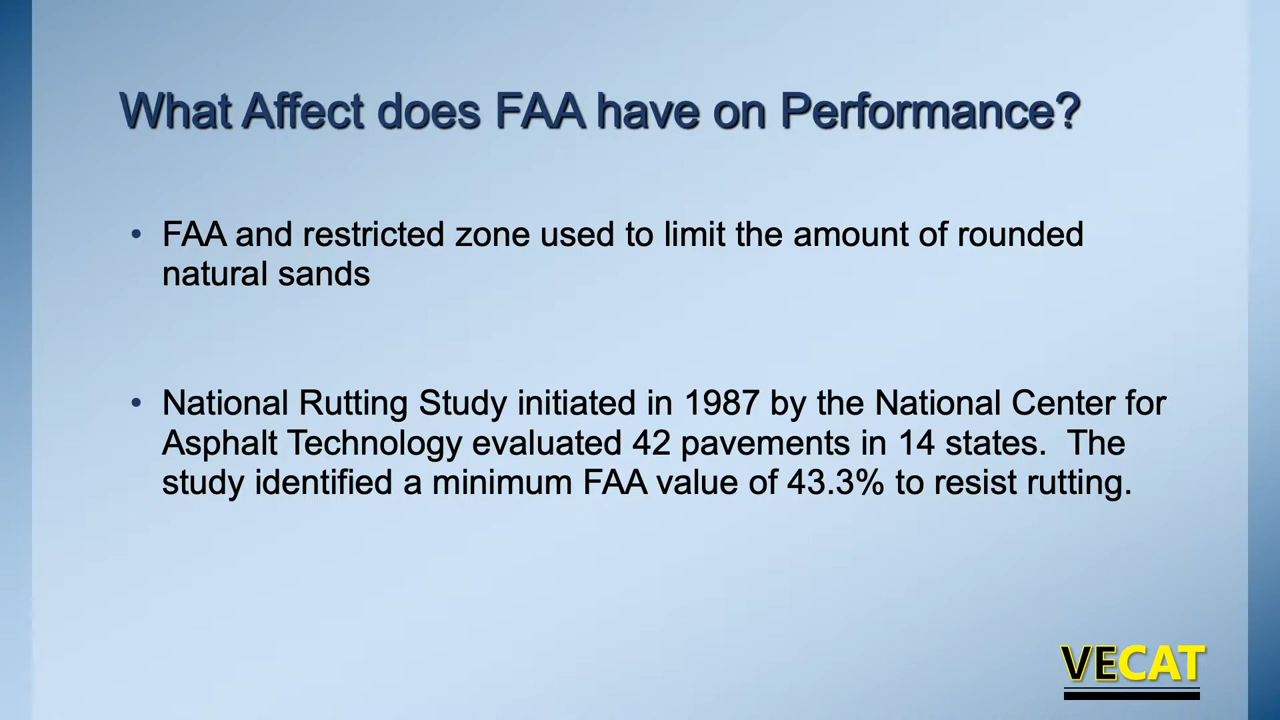 What Affect does FAA have on Performance?
• FAA and restricted zone used to limit the amount of rounded
natural sands
• National Rutting Study initiated in 1987 by the National Center for
Asphalt Technology evaluated 42 pavements in 14 states.  The
study identified a minimum FAA value of 43.3% to resist rutting.
VECAT